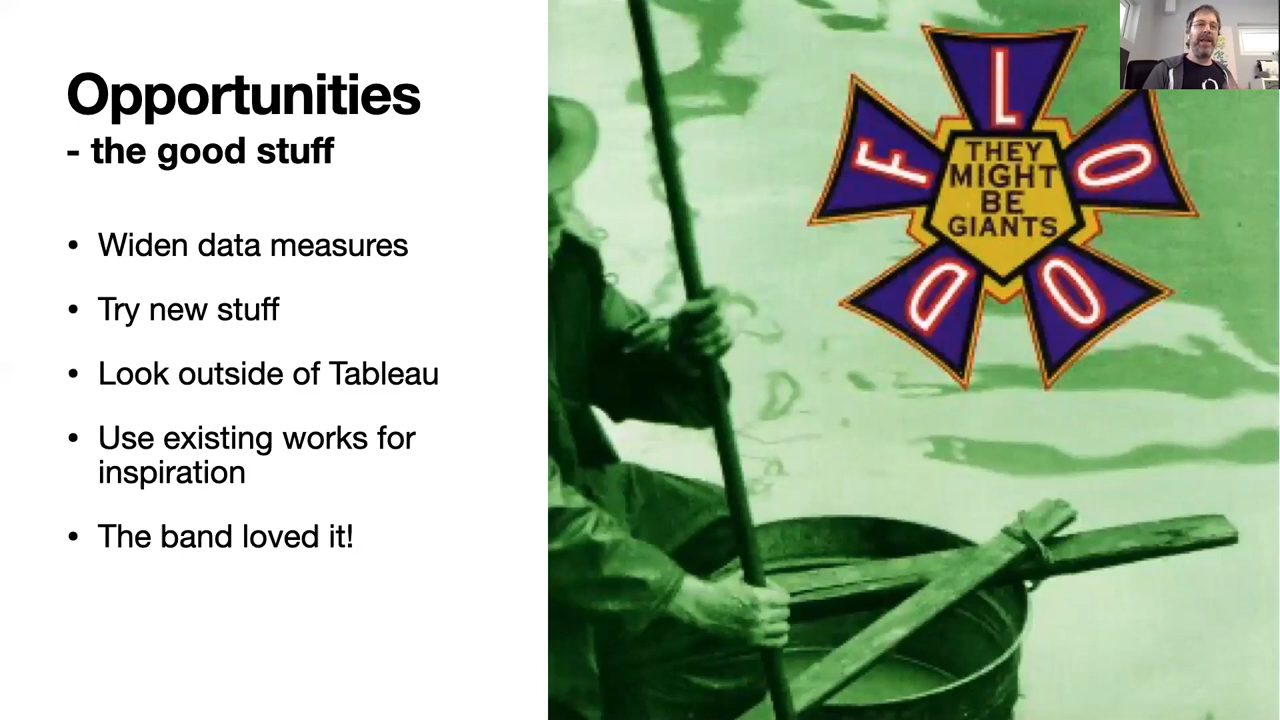 Opportunities
- the good stuff
• Widen data measures
• Try new stuff
• Look outside of Tableau
• Use existing works for
inspiration
• The band loved it!
FLOOD
THEY
MIGHT
BE
GIANTS